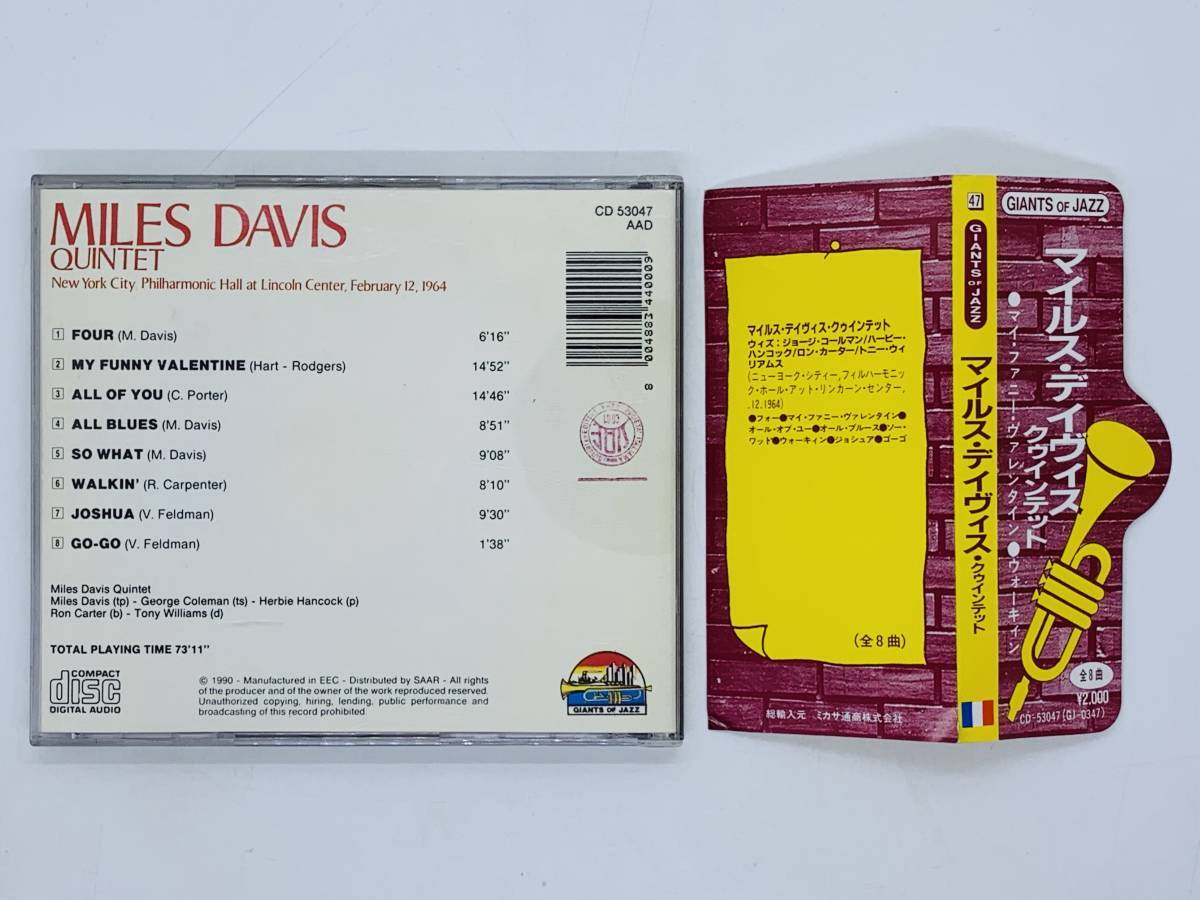 MILES DAVIS
QUINTET
New York City Philharmonic Hall at Lincoln Center, February 12, 1964
CD 53047
AAD
8 004883 440009
1 FOUR (M. Davis) 6'16"
2 MY FUNNY VALENTINE (Hart - Rodgers) 14'52"
3 ALL OF YOU (C. Porter) 14'46"
4 ALL BLUES (M. Davis) 8'51"
5 SO WHAT (M. Davis) 9'08"
6 WALKIN' (R. Carpenter) 8'10"
7 JOSHUA (V. Feldman) 9'30"
8 GO-GO (V. Feldman) 1'38"
Miles Davis Quintet
Miles Davis (tp) - George Coleman (ts) - Herbie Hancock (p)
Ron Carter (b) - Tony Williams (d)
TOTAL PLAYING TIME 73'11"
COMPACT
disc
DIGITAL AUDIO
© 1990 - Manufactured in EEC - Distributed by SAAR - All rights
of the producer and of the owner of the work reproduced reserved.
Unauthorized copying, hiring, lending, public performance and
broadcasting of this record prohibited.
GIANTS OF JAZZ
マイルス・デイヴィス・クゥインテット
ウィズ:ジョージ・コールマン/ハービー・
ハンコック/ロン・カーター/トニー・ウィ
リアムス
(ニューヨーク・シティー,フィルハーモニッ
ク・ホール・アット・リンカーン・センター,
.12.1964)
●フォー●マイ・ファニー・ヴァレンタイン●
オール・オブ・ユー●オール・ブルース●ソー・
ワット●ウォーキィン●ジョシュア●ゴーゴ
(全8曲)
総輸入元 ミカサ通商株式会社
47
GIANTS OF JAZZ
マイルス・デイヴィス・クゥインテット
GIANTS OF JAZZ
マイルス・デイヴィス
クゥインテット
●マイ・ファニー・ヴァレンタイン●ウォーキィン
全8曲
¥2,000
CD-53047(GJ-0347)